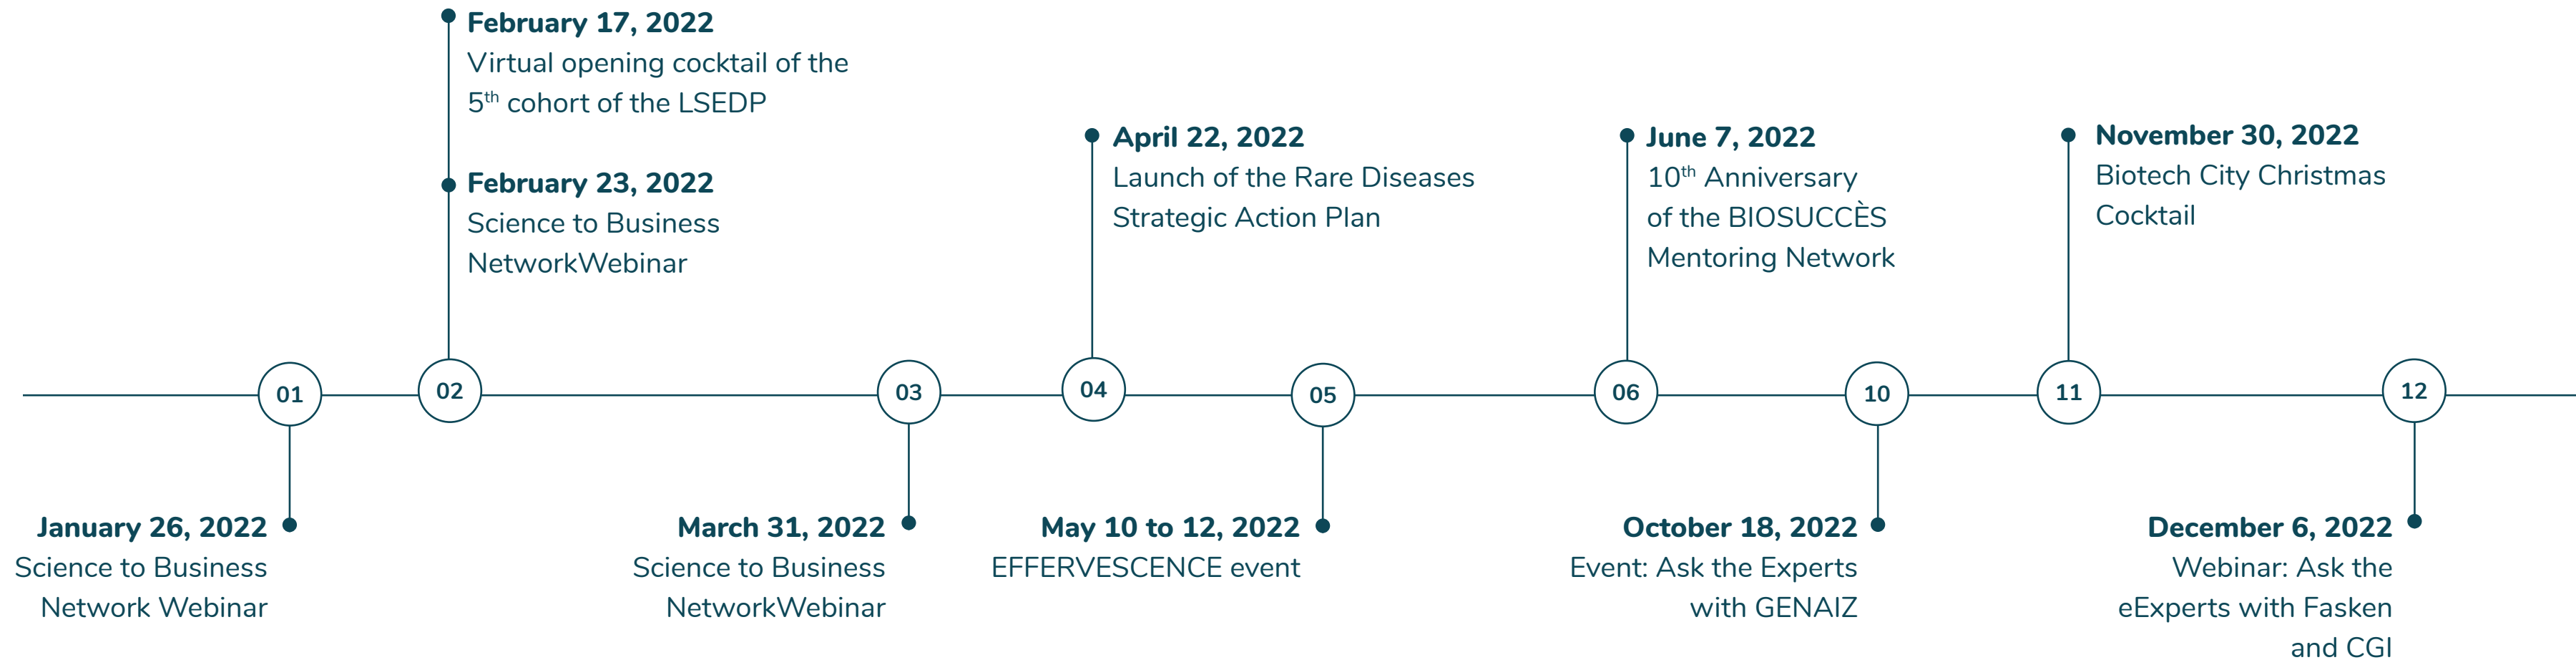 February 17, 2022
Virtual opening cocktail of the
5th cohort of the LSEDP
February 23, 2022
Science to Business
NetworkWebinar
April 22, 2022
Launch of the Rare Diseases
Strategic Action Plan
June 7, 2022
10th Anniversary
of the BIOSUCCÈS
Mentoring Network
November 30, 2022
Biotech City Christmas
Cocktail
01
02
03
04
05
06
10
11
12
January 26, 2022
Science to Business
Network Webinar
March 31, 2022
Science to Business
NetworkWebinar
May 10 to 12, 2022
EFFERVESCENCE event
October 18, 2022
Event: Ask the Experts
with GENAIZ
December 6, 2022
Webinar: Ask the
eExperts with Fasken
and CGI